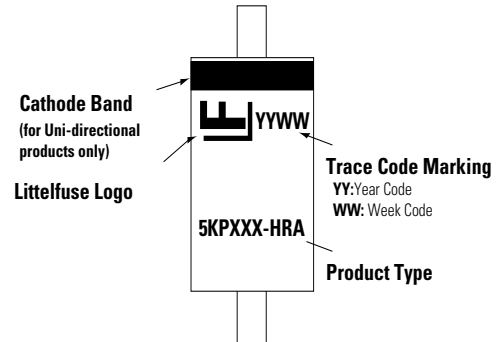 Cathode Band
(for Uni-directional
products only)
Littelfuse Logo
YYWW
Trace Code Marking
YY:Year Code
WW: Week Code
5KPXXX-HRA
Product Type